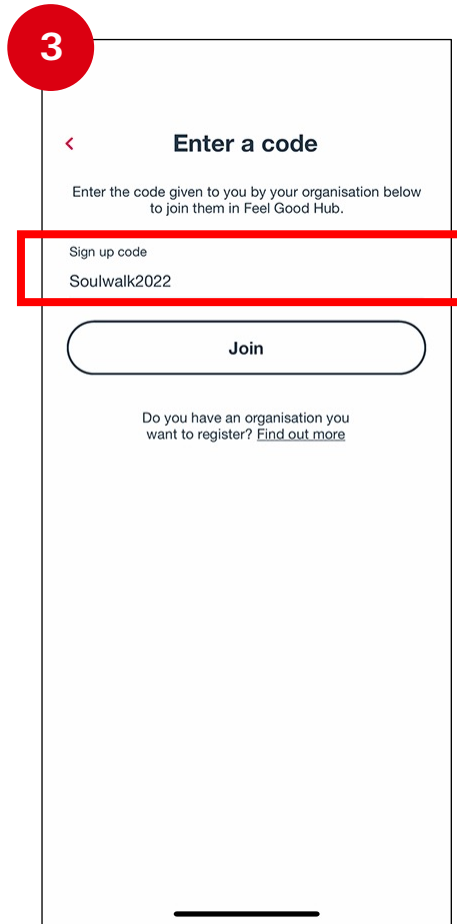 3
Enter a code
Enter the code given to you by your organisation below
to join them in Feel Good Hub.
Sign up code
Soulwalk2022
Join
Do you have an organisation you
want to register? Find out more